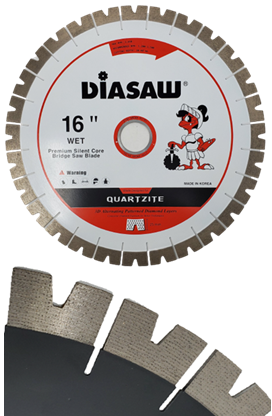 DIASAW®
16 "
WET
Premium Silent Core
Bridge Saw Blade
Warning
MADE IN KOREA
QUARTZITE